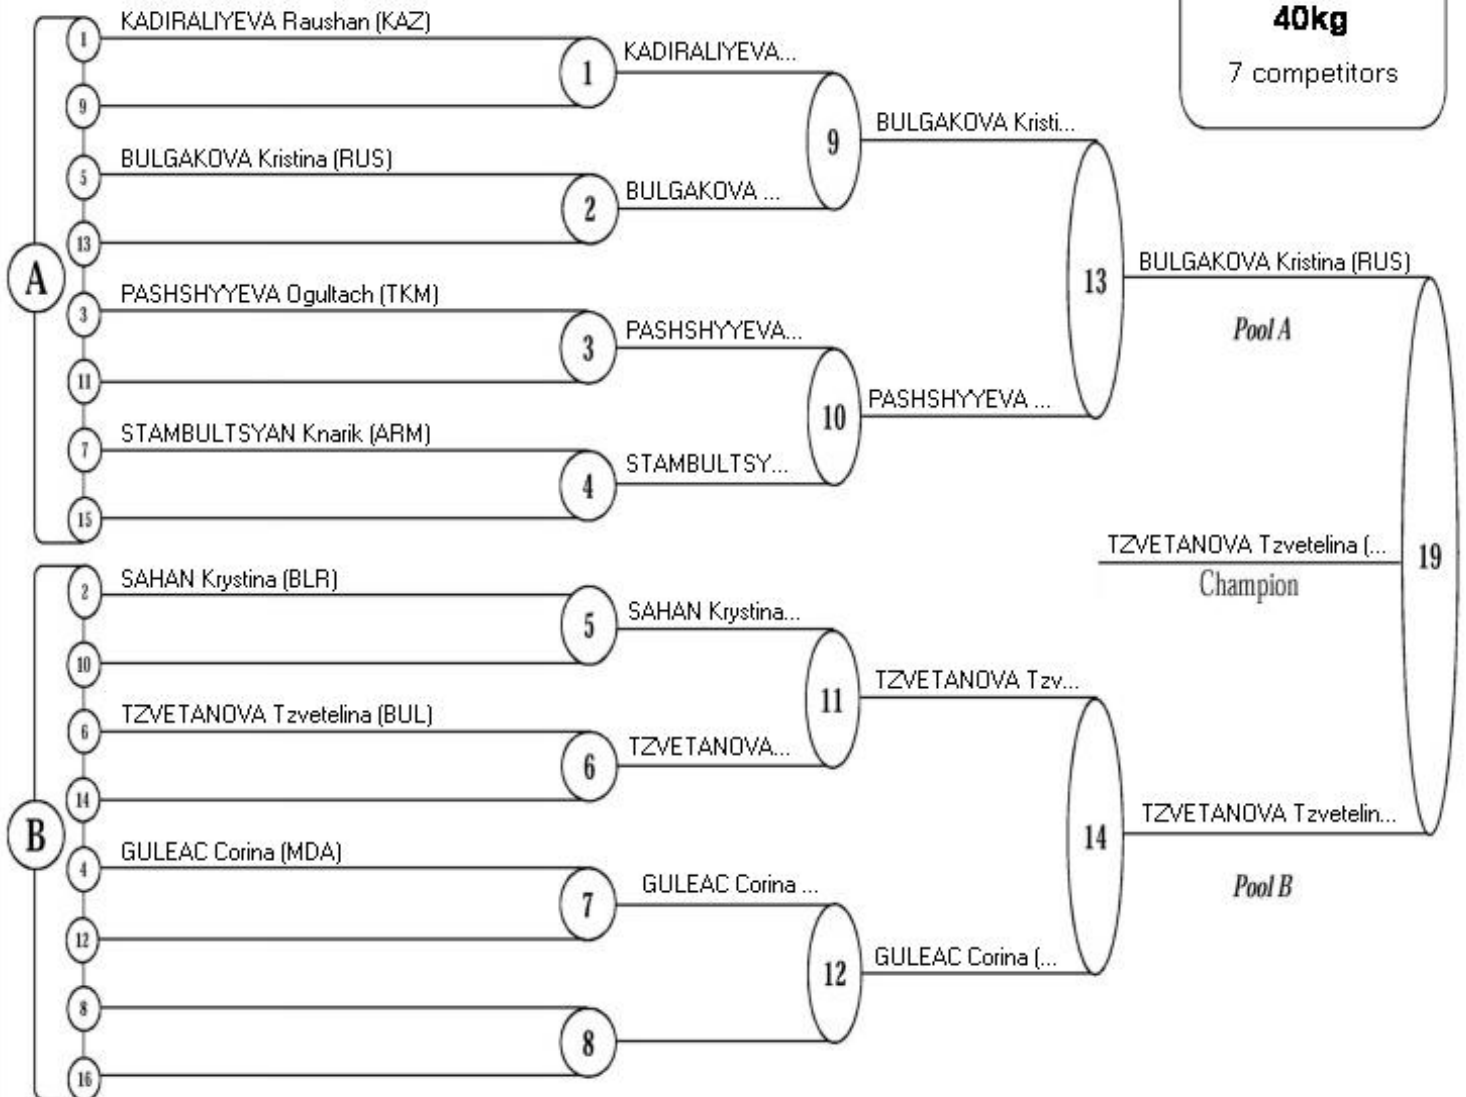 40kg
7 competitors
A
1
KADIRALIYEVA Raushan (KAZ)
9
1
KADIRALIYEVA...
5
BULGAKOVA Kristina (RUS)
13
2
BULGAKOVA ...
9
BULGAKOVA Kristi...
3
PASHSHYYEVA Ogultach (TKM)
11
3
PASHSHYYEVA...
7
STAMBULTSYAN Knarik (ARM)
15
4
STAMBULTSY...
10
PASHSHYYEVA ...
13
BULGAKOVA Kristina (RUS)
Pool A
B
2
SAHAN Krystina (BLR)
10
5
SAHAN Krystina...
6
TZVETANOVA Tzvetelina (BUL)
14
6
TZVETANOVA...
11
TZVETANOVA Tzv...
4
GULEAC Corina (MDA)
12
7
GULEAC Corina ...
8
16
8
12
GULEAC Corina (...
14
TZVETANOVA Tzvetelin...
Pool B
19
TZVETANOVA Tzvetelina (...
Champion